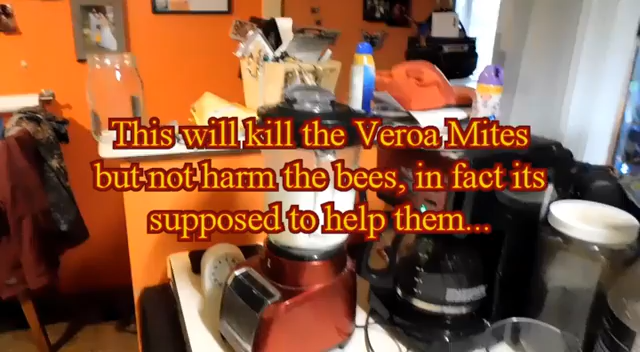 This will kill the Veroa Mites
but not harm the bees, in fact its
supposed to help them...